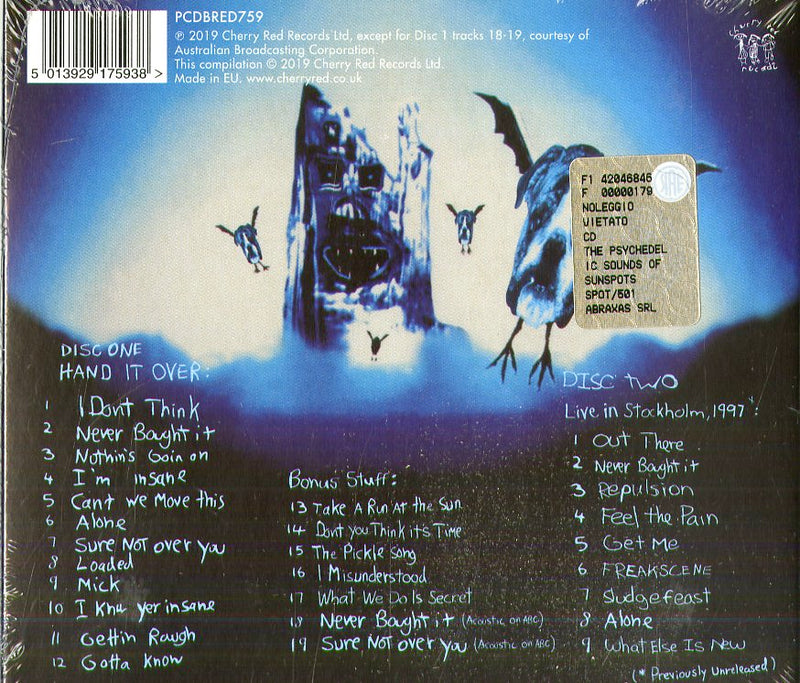 PCDBRED759
℗ 2019 Cherry Red Records Ltd, except for Disc 1 tracks 18-19, courtesy of
Australian Broadcasting Corporation.
This compilation © 2019 Cherry Red Records Ltd.
Made in EU. www.cherryred.co.uk
5 013929 175938 >
cherry red records
F1 42046846
F 00000179
NOLEGGIO
VIETATO
CD
THE PSYCHEDEL
IC SOUNDS OF
SUNSPOTS
SPOT/501
ABRAXAS SRL
DISC ONE
HAND IT OVER:
1 I Dont Think
2 Never Bought it
3 Nothin's Goin on
4 I'm insane
5 Cant we Move this
6 Alone
7 Sure NOT over you
8 Loaded
9 Mick
10 I Knu yer insane
11 Gettin Raugh
12 Gotta Know
Bonus Stuff:
13 Take A Run At the Sun
14 Dont you Think it's Time
15 The Pickle Song
16 I Misunderstood
17 What We Do Is Secret
18 Never Bought it (Acoustic on ABC)
19 Sure Not over you (Acoustic on ABC)
DISC TWO
Live in Stockholm, 1997*:
1 Out There
2 Never Bought it
3 Repulsion
4 Feel the Pain
5 Get Me
6 FREAKSCENE
7 Sludgefeast
8 Alone
9 What Else Is New
(* Previously Unreleased)